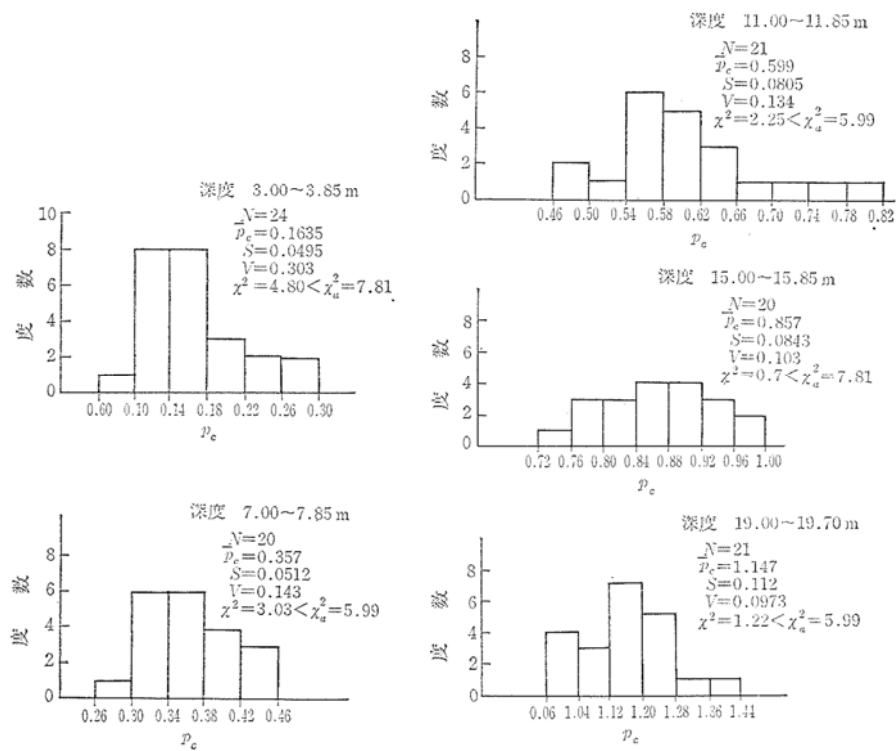 深度 3.00~3.85 m
N=24
p̄c=0.1635
S=0.0495
V=0.303
χ²=4.80<χ²a=7.81
度 数
10
8
6
4
2
0
0.60 0.10 0.14 0.18 0.22 0.26 0.30
pc
深度 7.00~7.85 m
N=20
p̄c=0.357
S=0.0512
V=0.143
χ²=3.03<χ²a=5.99
度 数
8
6
4
2
0
0.26 0.30 0.34 0.38 0.42 0.46
pc
深度 11.00~11.85 m
N=21
p̄c=0.599
S=0.0805
V=0.134
χ²=2.25<χ²a=5.99
度 数
8
6
4
2
0
0.46 0.50 0.54 0.58 0.62 0.66 0.70 0.74 0.78 0.82
pc
深度 15.00~15.85 m
N=20
p̄c=0.857
S=0.0843
V=0.103
χ²=0.7<χ²a=7.81
度 数
8
6
4
2
0
0.72 0.76 0.80 0.84 0.88 0.92 0.96 1.00
pc
深度 19.00~19.70 m
N=21
p̄c=1.147
S=0.112
V=0.0973
χ²=1.22<χ²a=5.99
度 数
8
6
4
2
0
0.06 1.04 1.12 1.20 1.28 1.36 1.44
pc